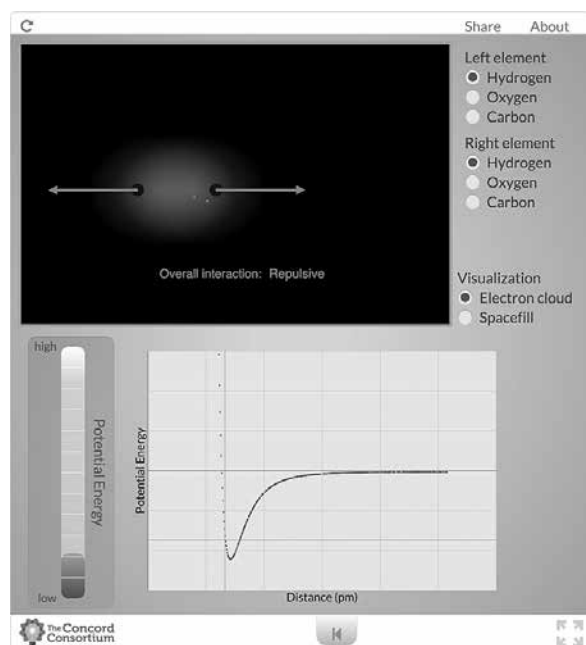 Share About
Left element
Hydrogen
Oxygen
Carbon
Right element
Hydrogen
Oxygen
Carbon
Overall interaction: Repulsive
Visualization
Electron cloud
Spacefill
high
Potential Energy
low
Potential Energy
Distance (pm)
The Concord
Consortium